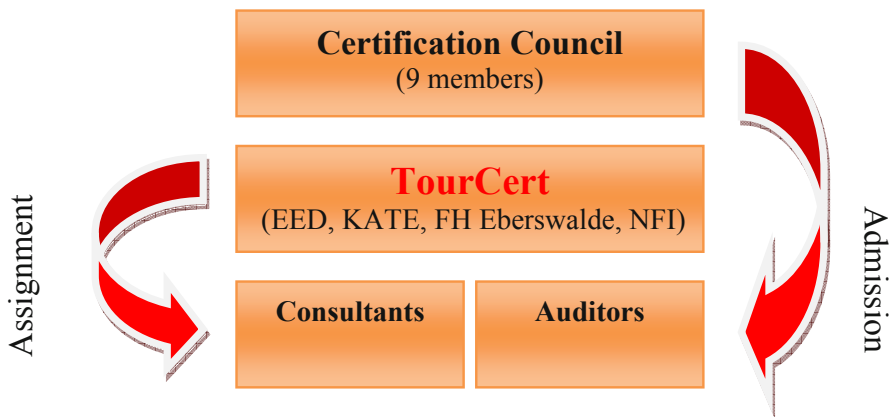 Certification Council
(9 members)
TourCert
(EED, KATE, FH Eberswalde, NFI)
Assignment
Admission
Consultants
Auditors